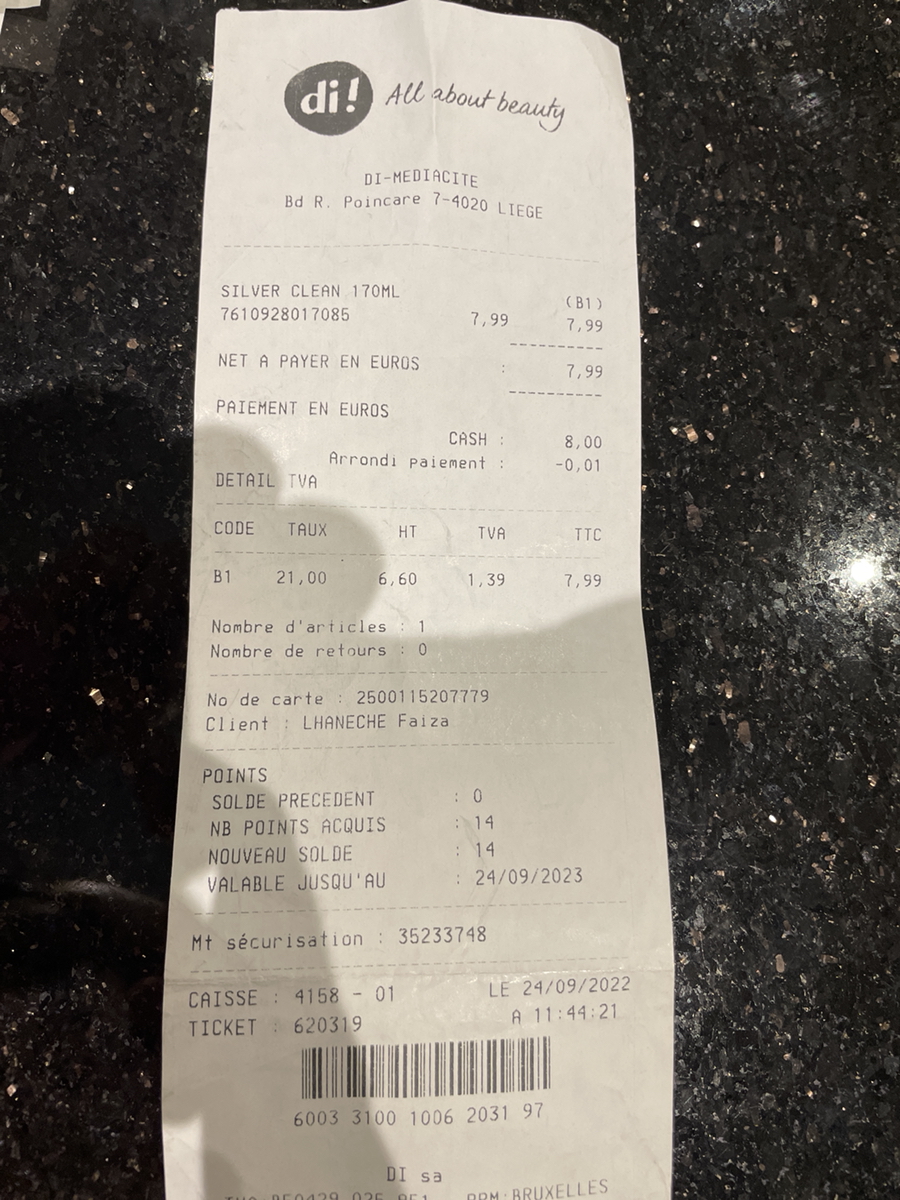 di! All about beauty
DI-MEDIACITE
Bd R. Poincare 7-4020 LIEGE
SILVER CLEAN 170ML (B1)
7610928017085 7,99 7,99
NET A PAYER EN EUROS : 7,99
PAIEMENT EN EUROS
CASH : 8,00
Arrondi paiement : -0,01
DETAIL TVA
CODE TAUX HT TVA TTC
B1 21,00 6,60 1,39 7,99
Nombre d'articles : 1
Nombre de retours : 0
No de carte : 2500115207779
Client : LHANECHE Faiza
POINTS
SOLDE PRECEDENT : 0
NB POINTS ACQUIS : 14
NOUVEAU SOLDE : 14
VALABLE JUSQU'AU : 24/09/2023
Mt sécurisation : 35233748
CAISSE : 4158 - 01 LE 24/09/2022
TICKET : 620319 A 11:44:21
6003 3100 1006 2031 97
DI sa
BRUXELLES